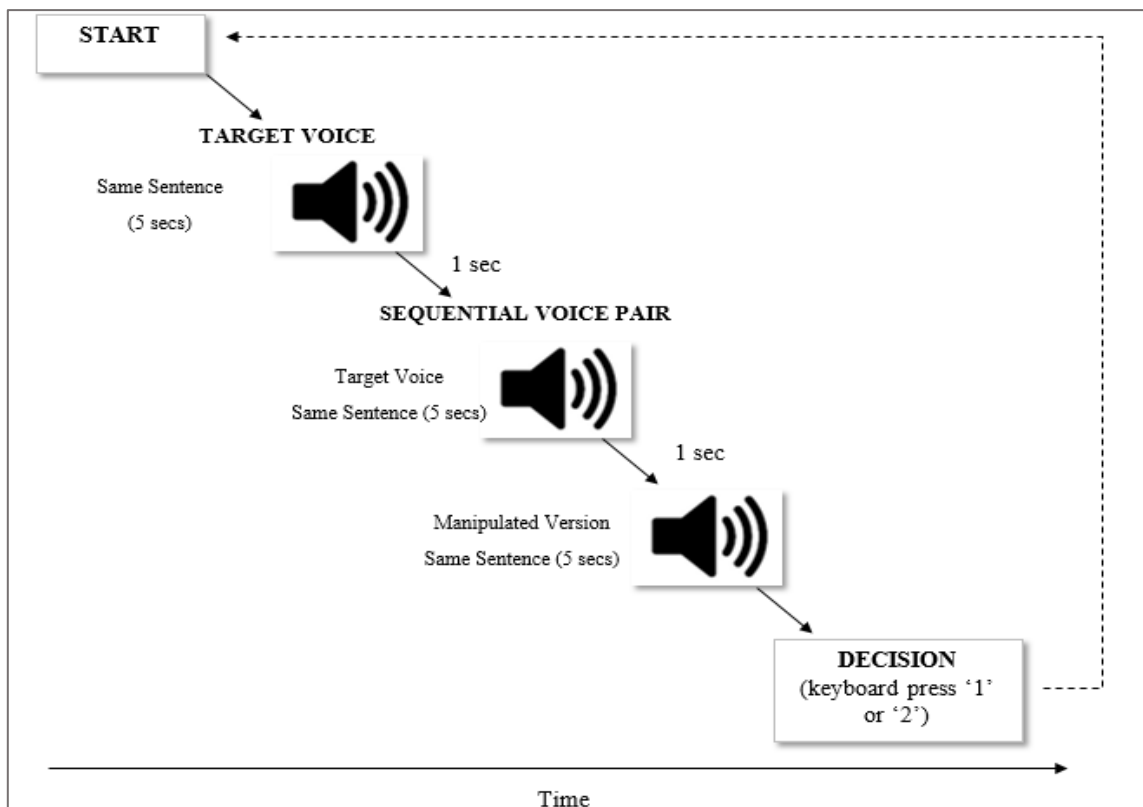 START
TARGET VOICE
Same Sentence
(5 secs)
1 sec
SEQUENTIAL VOICE PAIR
Target Voice
Same Sentence (5 secs)
1 sec
Manipulated Version
Same Sentence (5 secs)
DECISION
(keyboard press ‘1’
or ‘2’)
Time